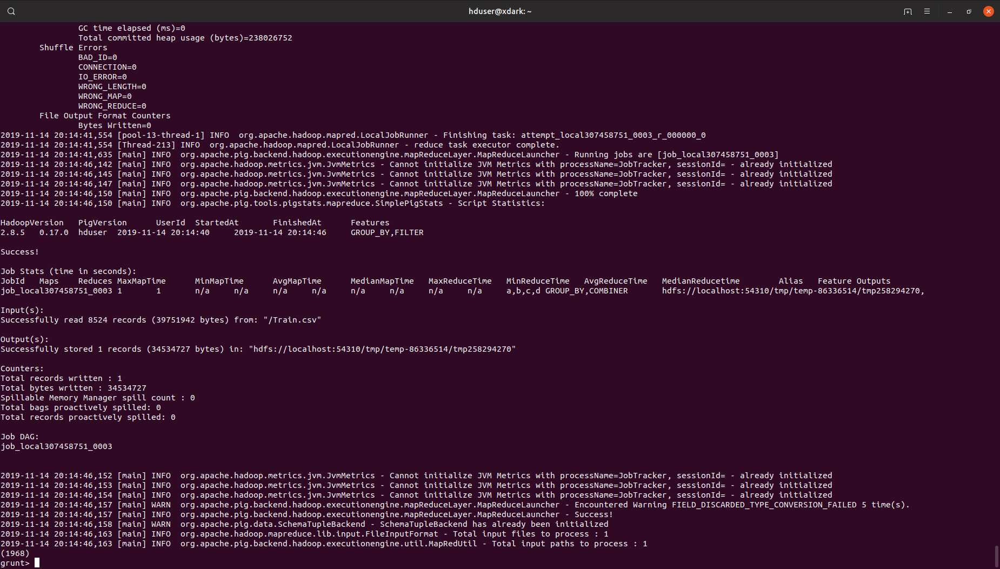 hduser@xdark: ~
GC time elapsed (ms)=0
Total committed heap usage (bytes)=238026752
Shuffle Errors
BAD_ID=0
CONNECTION=0
IO_ERROR=0
WRONG_LENGTH=0
WRONG_MAP=0
WRONG_REDUCE=0
File Output Format Counters
Bytes Written=0
2019-11-14 20:14:41,554 [pool-13-thread-1] INFO  org.apache.hadoop.mapred.LocalJobRunner - Finishing task: attempt_local307458751_0003_r_000000_0
2019-11-14 20:14:41,554 [Thread-213] INFO  org.apache.hadoop.mapred.LocalJobRunner - reduce task executor complete.
2019-11-14 20:14:41,635 [main] INFO  org.apache.pig.backend.hadoop.executionengine.mapReduceLayer.MapReduceLauncher - Running jobs are [job_local307458751_0003]
2019-11-14 20:14:46,142 [main] INFO  org.apache.hadoop.metrics.jvm.JvmMetrics - Cannot initialize JVM Metrics with processName=JobTracker, sessionId= - already initialized
2019-11-14 20:14:46,145 [main] INFO  org.apache.hadoop.metrics.jvm.JvmMetrics - Cannot initialize JVM Metrics with processName=JobTracker, sessionId= - already initialized
2019-11-14 20:14:46,147 [main] INFO  org.apache.hadoop.metrics.jvm.JvmMetrics - Cannot initialize JVM Metrics with processName=JobTracker, sessionId= - already initialized
2019-11-14 20:14:46,150 [main] INFO  org.apache.pig.backend.hadoop.executionengine.mapReduceLayer.MapReduceLauncher - 100% complete
2019-11-14 20:14:46,150 [main] INFO  org.apache.pig.tools.pigstats.mapreduce.SimplePigStats - Script Statistics:
HadoopVersion   PigVersion      UserId  StartedAt       FinishedAt      Features
2.8.5   0.17.0  hduser  2019-11-14 20:14:40     2019-11-14 20:14:46     GROUP_BY,FILTER
Success!
Job Stats (time in seconds):
JobId   Maps    Reduces MaxMapTime      MinMapTime      AvgMapTime      MedianMapTime   MaxReduceTime   MinReduceTime   AvgReduceTime   MedianReducetime        Alias   Feature Outputs
job_local307458751_0003 1       1       n/a     n/a     n/a     n/a     n/a     n/a     n/a     n/a     a,b,c,d GROUP_BY,COMBINER       hdfs://localhost:54310/tmp/temp-86336514/tmp258294270,
Input(s):
Successfully read 8524 records (39751942 bytes) from: "/Train.csv"
Output(s):
Successfully stored 1 records (34534727 bytes) in: "hdfs://localhost:54310/tmp/temp-86336514/tmp258294270"
Counters:
Total records written : 1
Total bytes written : 34534727
Spillable Memory Manager spill count : 0
Total bags proactively spilled: 0
Total records proactively spilled: 0
Job DAG:
job_local307458751_0003
2019-11-14 20:14:46,152 [main] INFO  org.apache.hadoop.metrics.jvm.JvmMetrics - Cannot initialize JVM Metrics with processName=JobTracker, sessionId= - already initialized
2019-11-14 20:14:46,153 [main] INFO  org.apache.hadoop.metrics.jvm.JvmMetrics - Cannot initialize JVM Metrics with processName=JobTracker, sessionId= - already initialized
2019-11-14 20:14:46,154 [main] INFO  org.apache.hadoop.metrics.jvm.JvmMetrics - Cannot initialize JVM Metrics with processName=JobTracker, sessionId= - already initialized
2019-11-14 20:14:46,157 [main] WARN  org.apache.pig.backend.hadoop.executionengine.mapReduceLayer.MapReduceLauncher - Encountered Warning FIELD_DISCARDED_TYPE_CONVERSION_FAILED 5 time(s).
2019-11-14 20:14:46,157 [main] INFO  org.apache.pig.backend.hadoop.executionengine.mapReduceLayer.MapReduceLauncher - Success!
2019-11-14 20:14:46,158 [main] WARN  org.apache.pig.data.SchemaTupleBackend - SchemaTupleBackend has already been initialized
2019-11-14 20:14:46,163 [main] INFO  org.apache.hadoop.mapreduce.lib.input.FileInputFormat - Total input files to process : 1
2019-11-14 20:14:46,163 [main] INFO  org.apache.pig.backend.hadoop.executionengine.util.MapRedUtil - Total input paths to process : 1
(1968)
grunt>